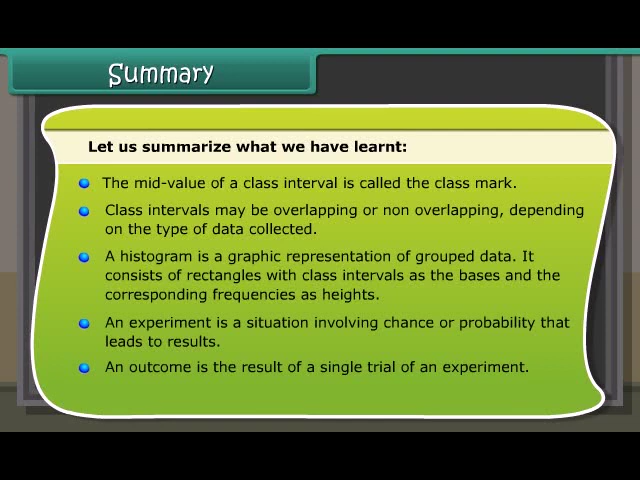 Summary
Let us summarize what we have learnt:
The mid-value of a class interval is called the class mark.
Class intervals may be overlapping or non overlapping, depending
on the type of data collected.
A histogram is a graphic representation of grouped data. It
consists of rectangles with class intervals as the bases and the
corresponding frequencies as heights.
An experiment is a situation involving chance or probability that
leads to results.
An outcome is the result of a single trial of an experiment.